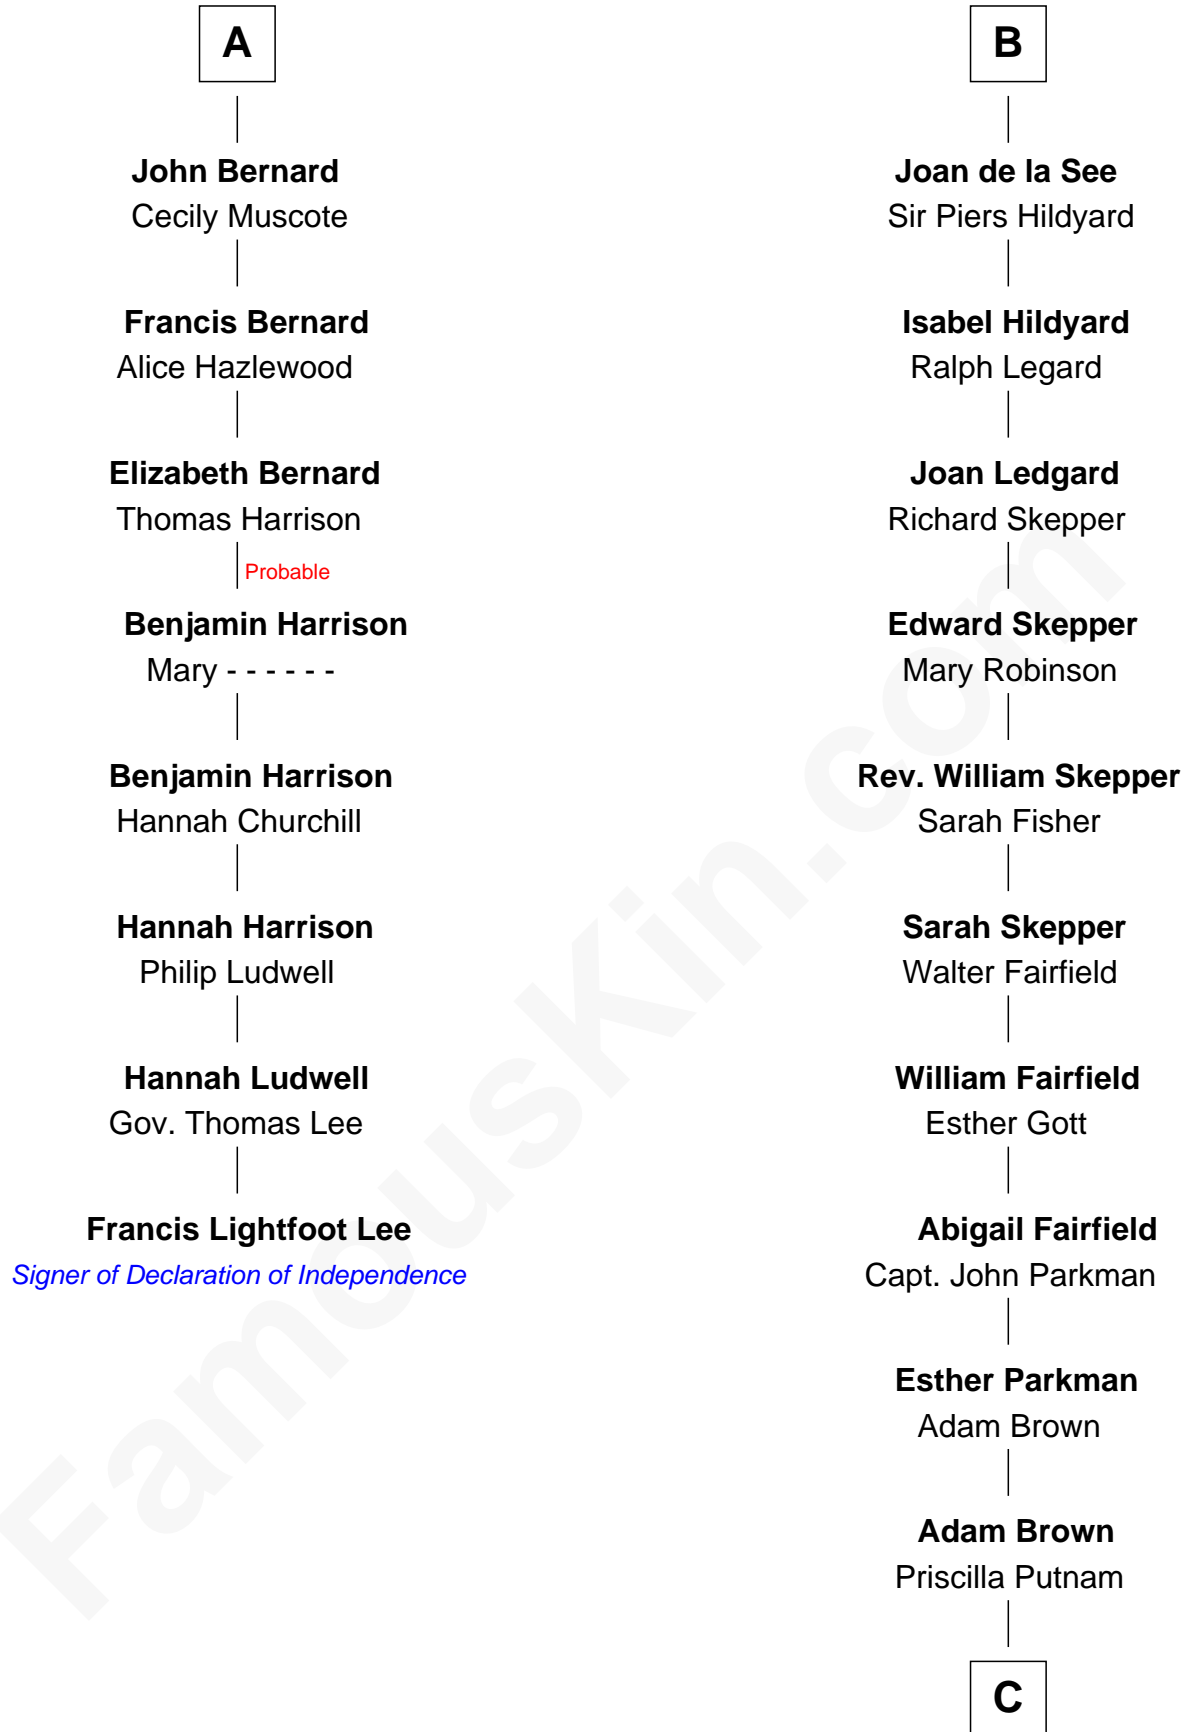 A
John Bernard
Cecily Muscote
Francis Bernard
Alice Hazlewood
Elizabeth Bernard
Thomas Harrison
Probable
Benjamin Harrison
Mary - - - - - -
Benjamin Harrison
Hannah Churchill
Hannah Harrison
Philip Ludwell
Hannah Ludwell
Gov. Thomas Lee
Francis Lightfoot Lee
Signer of Declaration of Independence
B
Joan de la See
Sir Piers Hildyard
Isabel Hildyard
Ralph Legard
Joan Ledgard
Richard Skepper
Edward Skepper
Mary Robinson
Rev. William Skepper
Sarah Fisher
Sarah Skepper
Walter Fairfield
William Fairfield
Esther Gott
Abigail Fairfield
Capt. John Parkman
Esther Parkman
Adam Brown
Adam Brown
Priscilla Putnam
C
FamousKin.com